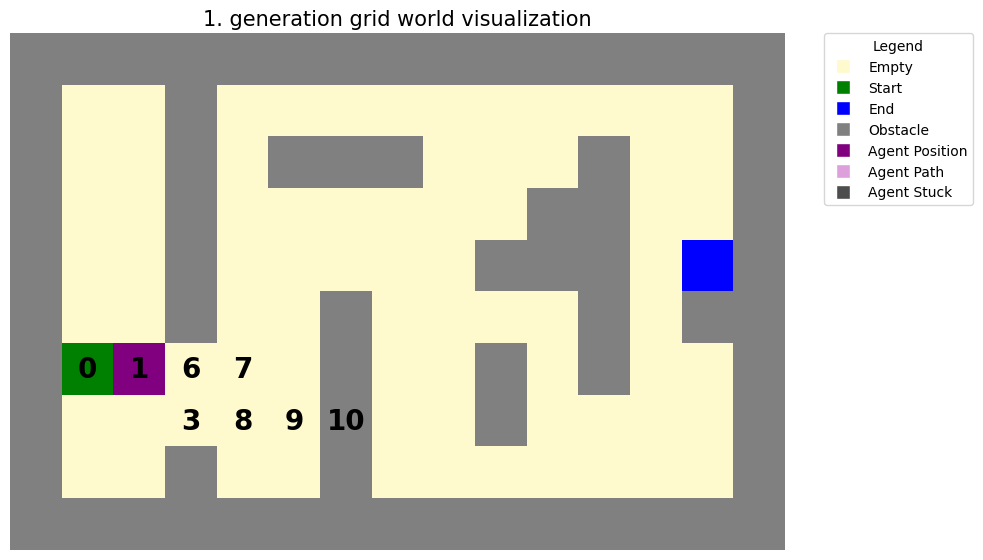 1. generation grid world visualization
Legend
Empty
Start
End
Obstacle
Agent Position
Agent Path
Agent Stuck
0 1 6 7
3 8 9 10